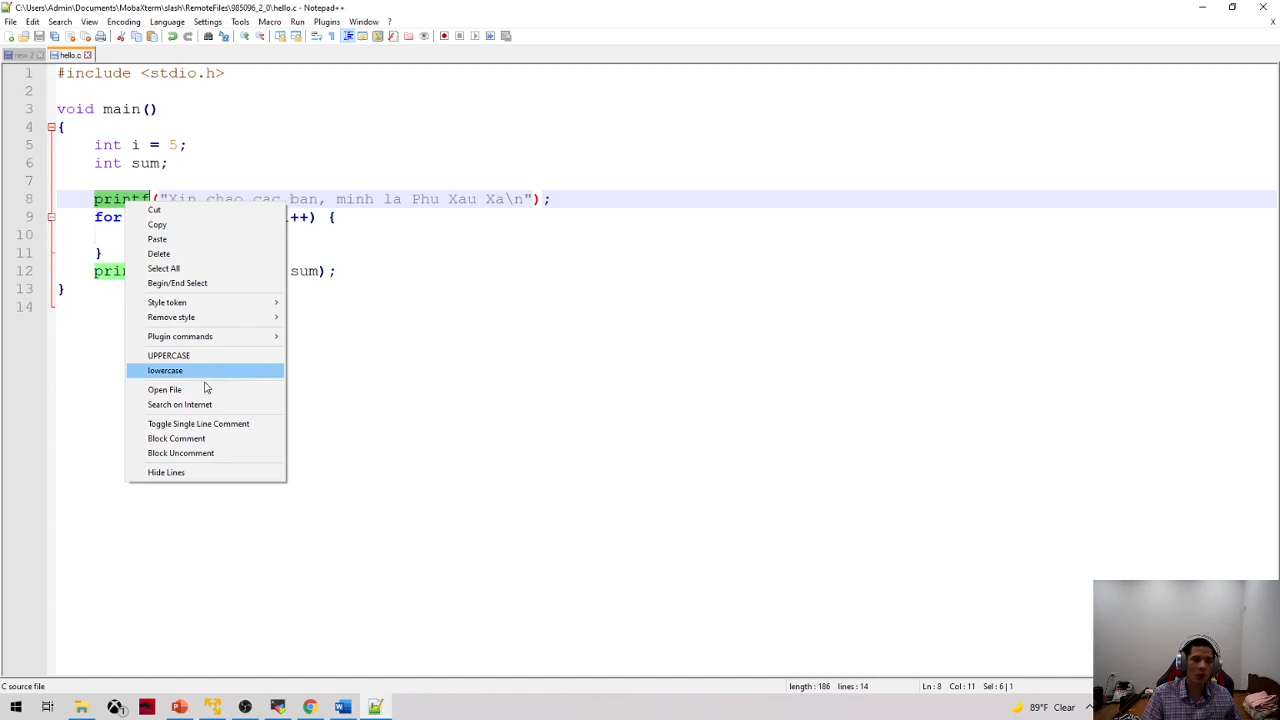 C:\Users\Admin\Documents\MobaXterm\slash\RemoteFiles\985096_2_0\hello.c - Notepad++
File Edit Search View Encoding Language Settings Tools Macro Run Plugins Window ?
new 2 hello.c
1 #include <stdio.h>
2
3 void main()
4 {
5 int i = 5;
6 int sum;
7
8 printf("Xin chao cac ban, minh la Phu Xau Xa\n");
9 for i++) {
10
11 }
12 prin sum);
13 }
14
Cut
Copy
Paste
Delete
Select All
Begin/End Select
Style token
Remove style
Plugin commands
UPPERCASE
lowercase
Open File
Search on Internet
Toggle Single Line Comment
Block Comment
Block Uncomment
Hide Lines
C source file length : 186 lines : 14 Ln : 8 Col : 11 Sel : 6 | 1
89°F Clear